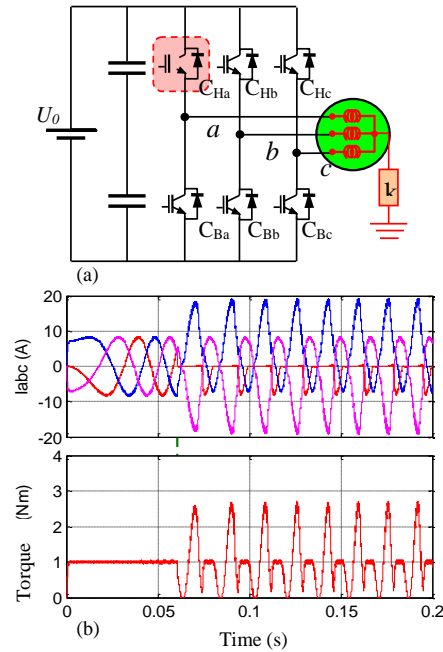 (a)
U0
CHa
CHb
CHc
a
b
c
k
CBa
CBb
CBc
(a)
Iabc (A)
20
10
0
-10
-20
Torque (Nm)
4
3
2
1
0
0
0.05
0.1
0.15
0.2
(b)
Time (s)